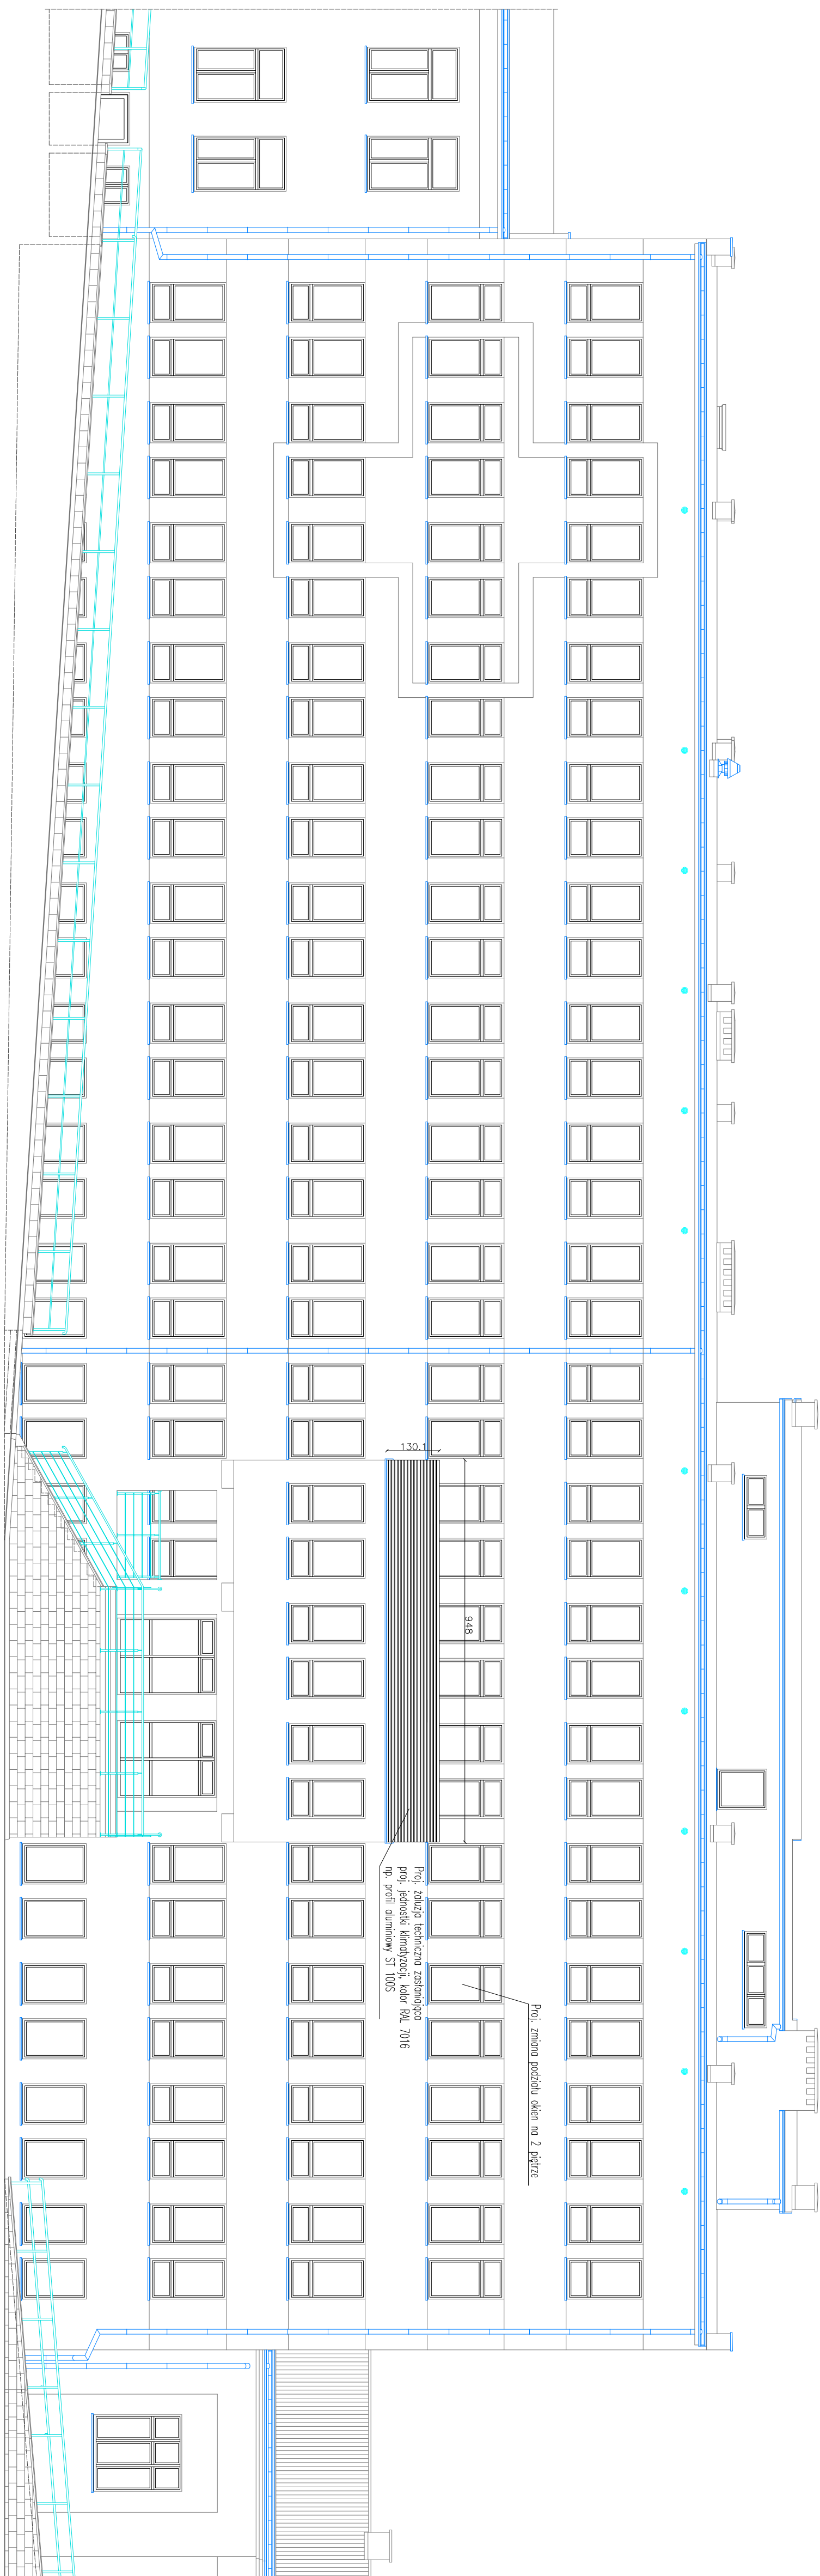 130.1
948
Proj. żaluzja techniczna zasłaniająca
proj. jednostki klimatyzacji, kolor RAL 7016
np. profil aluminiowy ST 100S
Proj. zmiana podziału okien na 2 piętrze